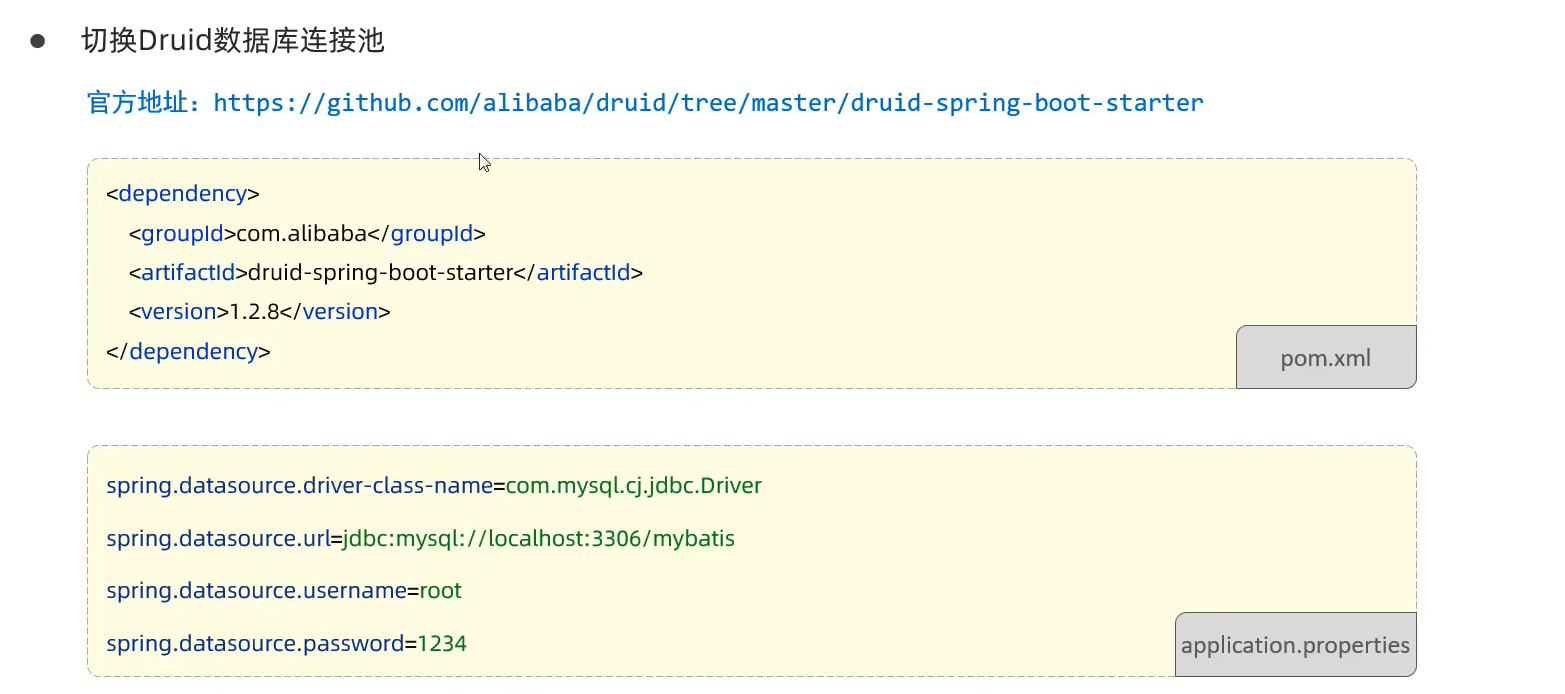 切换Druid数据库连接池
官方地址：https://github.com/alibaba/druid/tree/master/druid-spring-boot-starter
<dependency>
<groupId>com.alibaba</groupId>
<artifactId>druid-spring-boot-starter</artifactId>
<version>1.2.8</version>
</dependency>
pom.xml
spring.datasource.driver-class-name=com.mysql.cj.jdbc.Driver
spring.datasource.url=jdbc:mysql://localhost:3306/mybatis
spring.datasource.username=root
spring.datasource.password=1234
application.properties